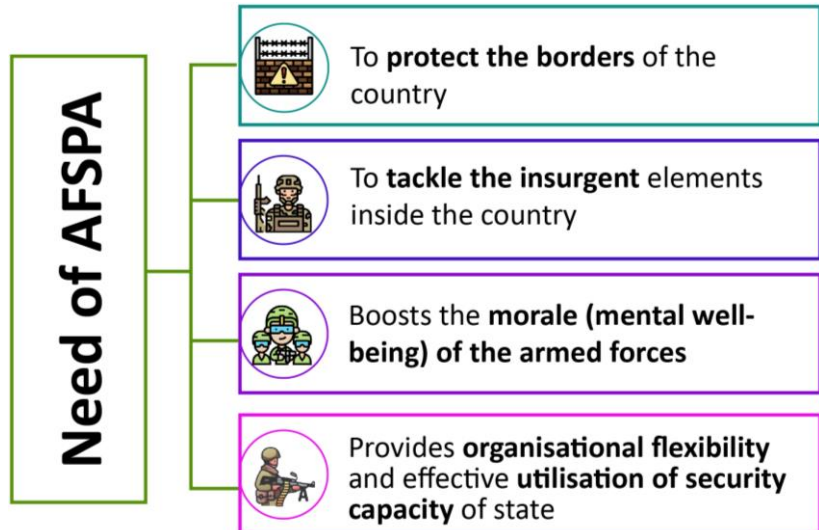 Need of AFSPA
To protect the borders of the
country
To tackle the insurgent elements
inside the country
Boosts the morale (mental well-
being) of the armed forces
Provides organisational flexibility
and effective utilisation of security
capacity of state